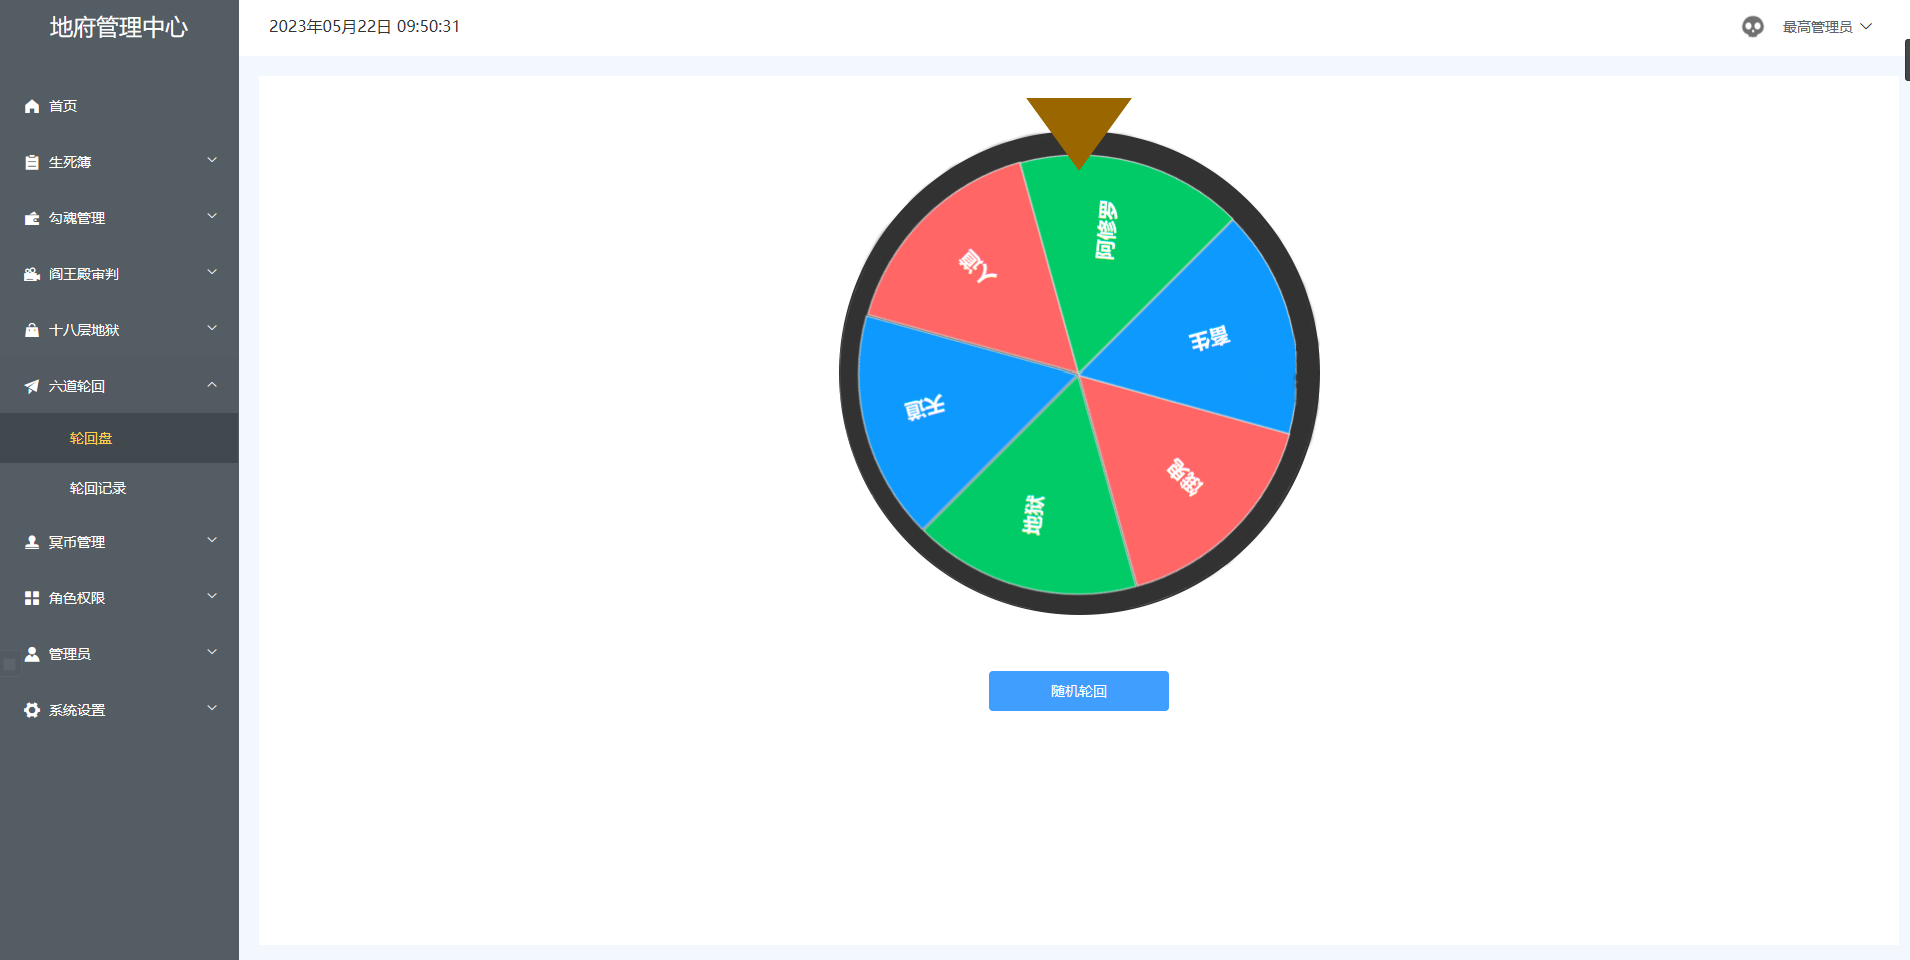 地府管理中心
2023年05月22日 09:50:31
最高管理员
首页
生死簿
勾魂管理
阎王殿审判
十八层地狱
六道轮回
轮回盘
轮回记录
冥币管理
角色权限
管理员
系统设置
阿修罗
畜生
饿鬼
地狱
天道
人道
随机轮回